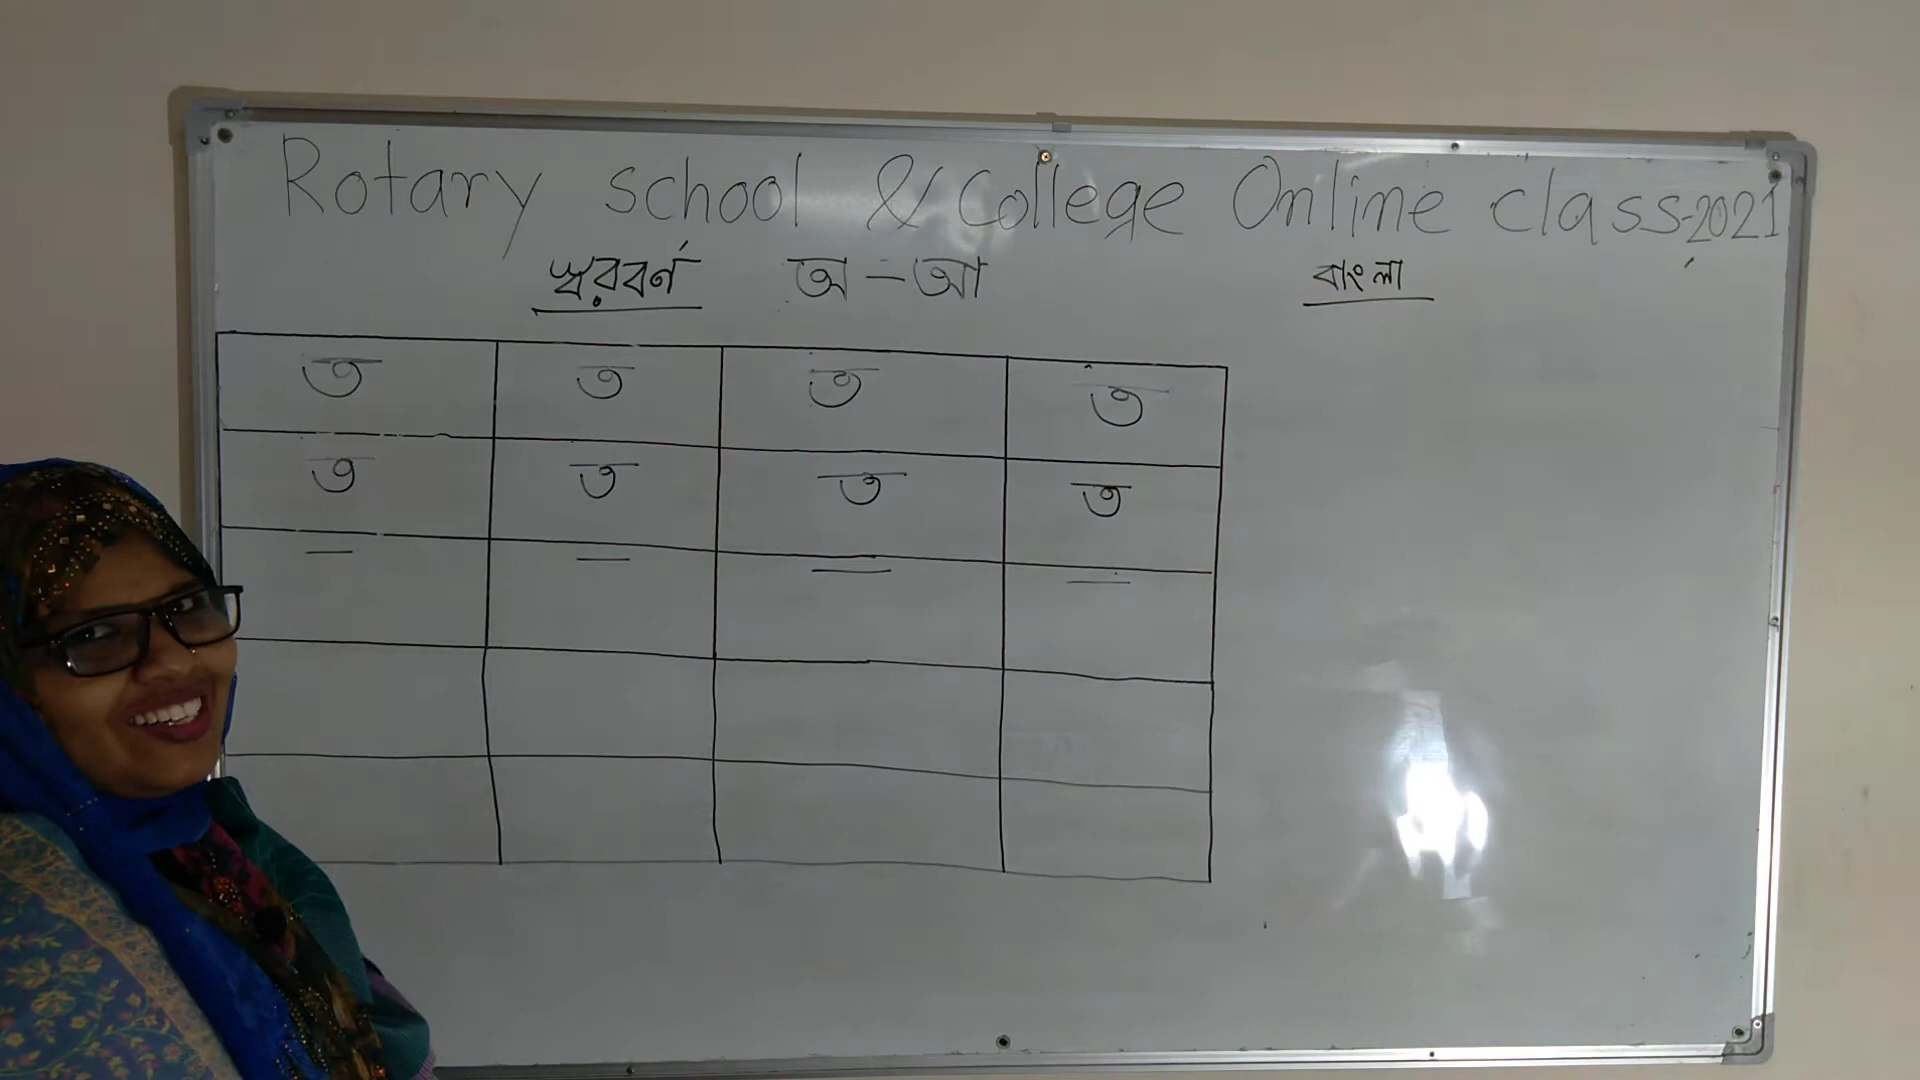 Rotary school & College Online class-2021
স্বরবর্ণ অ-আ বাংলা
ত ত ত ত
ত ত ত ত
— — — —